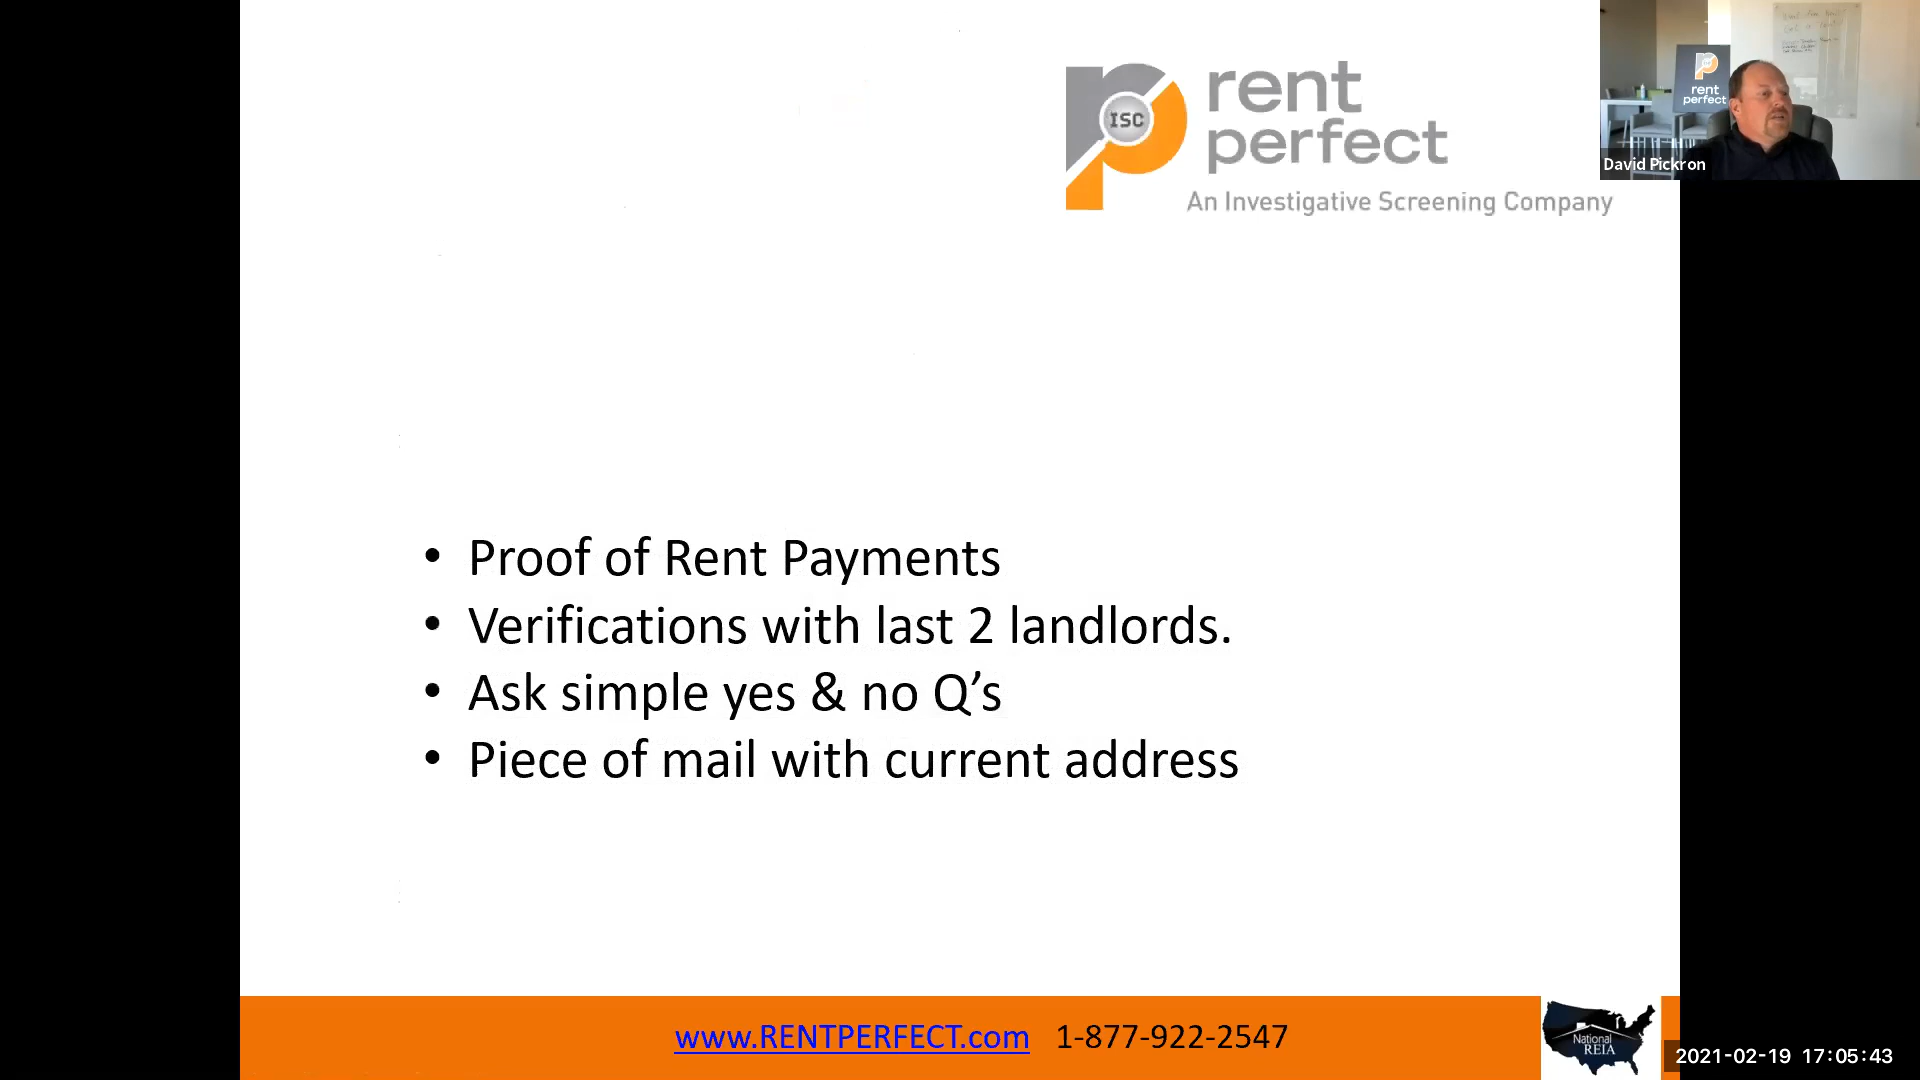 rent
perfect
ISC
An Investigative Screening Company
rent
perfect
David Pickron
• Proof of Rent Payments
• Verifications with last 2 landlords.
• Ask simple yes & no Q’s
• Piece of mail with current address
www.RENTPERFECT.com 1-877-922-2547
National
REIA
2021-02-19 17:05:43